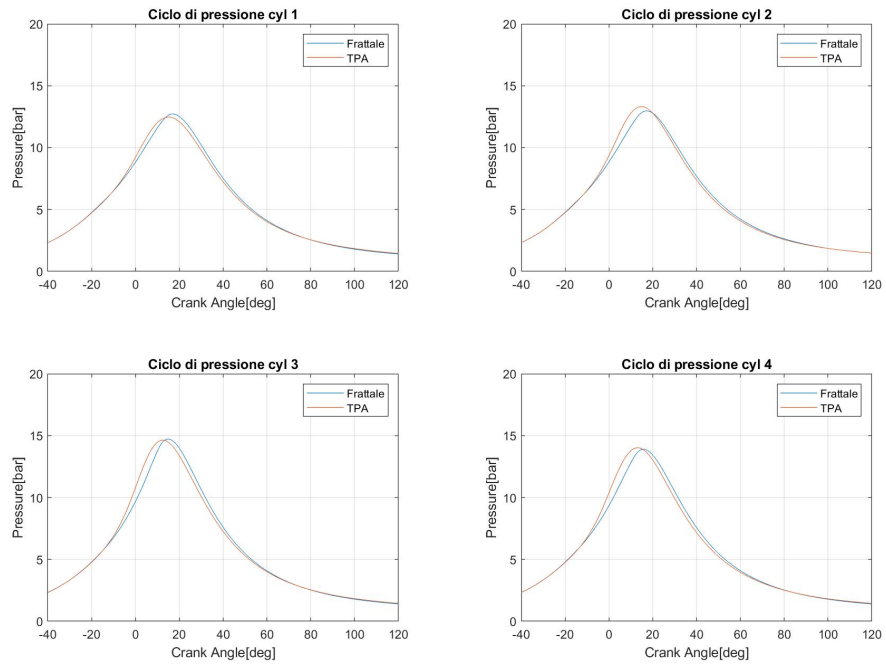 Ciclo di pressione cyl 1
Frattale
TPA
Pressure[bar]
20
15
10
5
0
-40 -20 0 20 40 60 80 100 120
Crank Angle[deg]
Ciclo di pressione cyl 2
Frattale
TPA
Pressure[bar]
20
15
10
5
0
-40 -20 0 20 40 60 80 100 120
Crank Angle[deg]
Ciclo di pressione cyl 3
Frattale
TPA
Pressure[bar]
20
15
10
5
0
-40 -20 0 20 40 60 80 100 120
Crank Angle[deg]
Ciclo di pressione cyl 4
Frattale
TPA
Pressure[bar]
20
15
10
5
0
-40 -20 0 20 40 60 80 100 120
Crank Angle[deg]